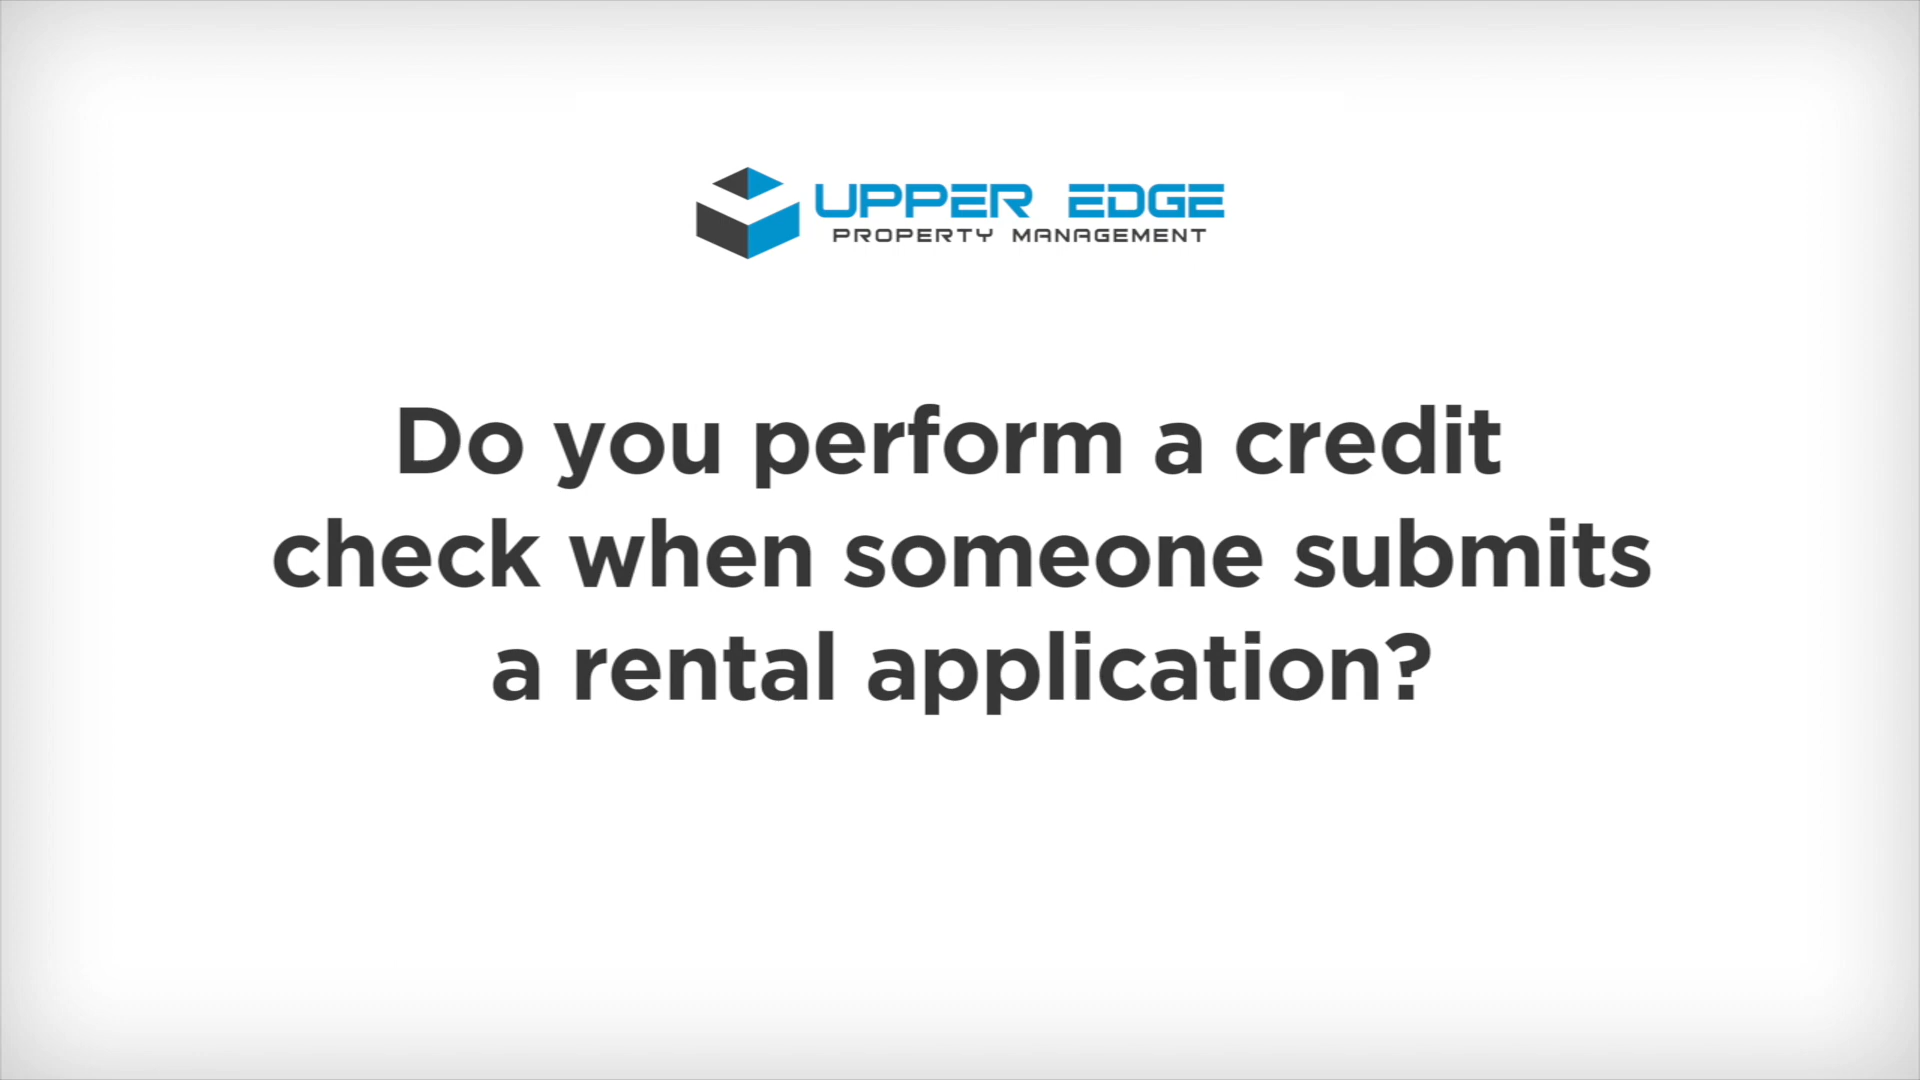 UPPER EDGE
PROPERTY MANAGEMENT
Do you perform a credit
check when someone submits
a rental application?